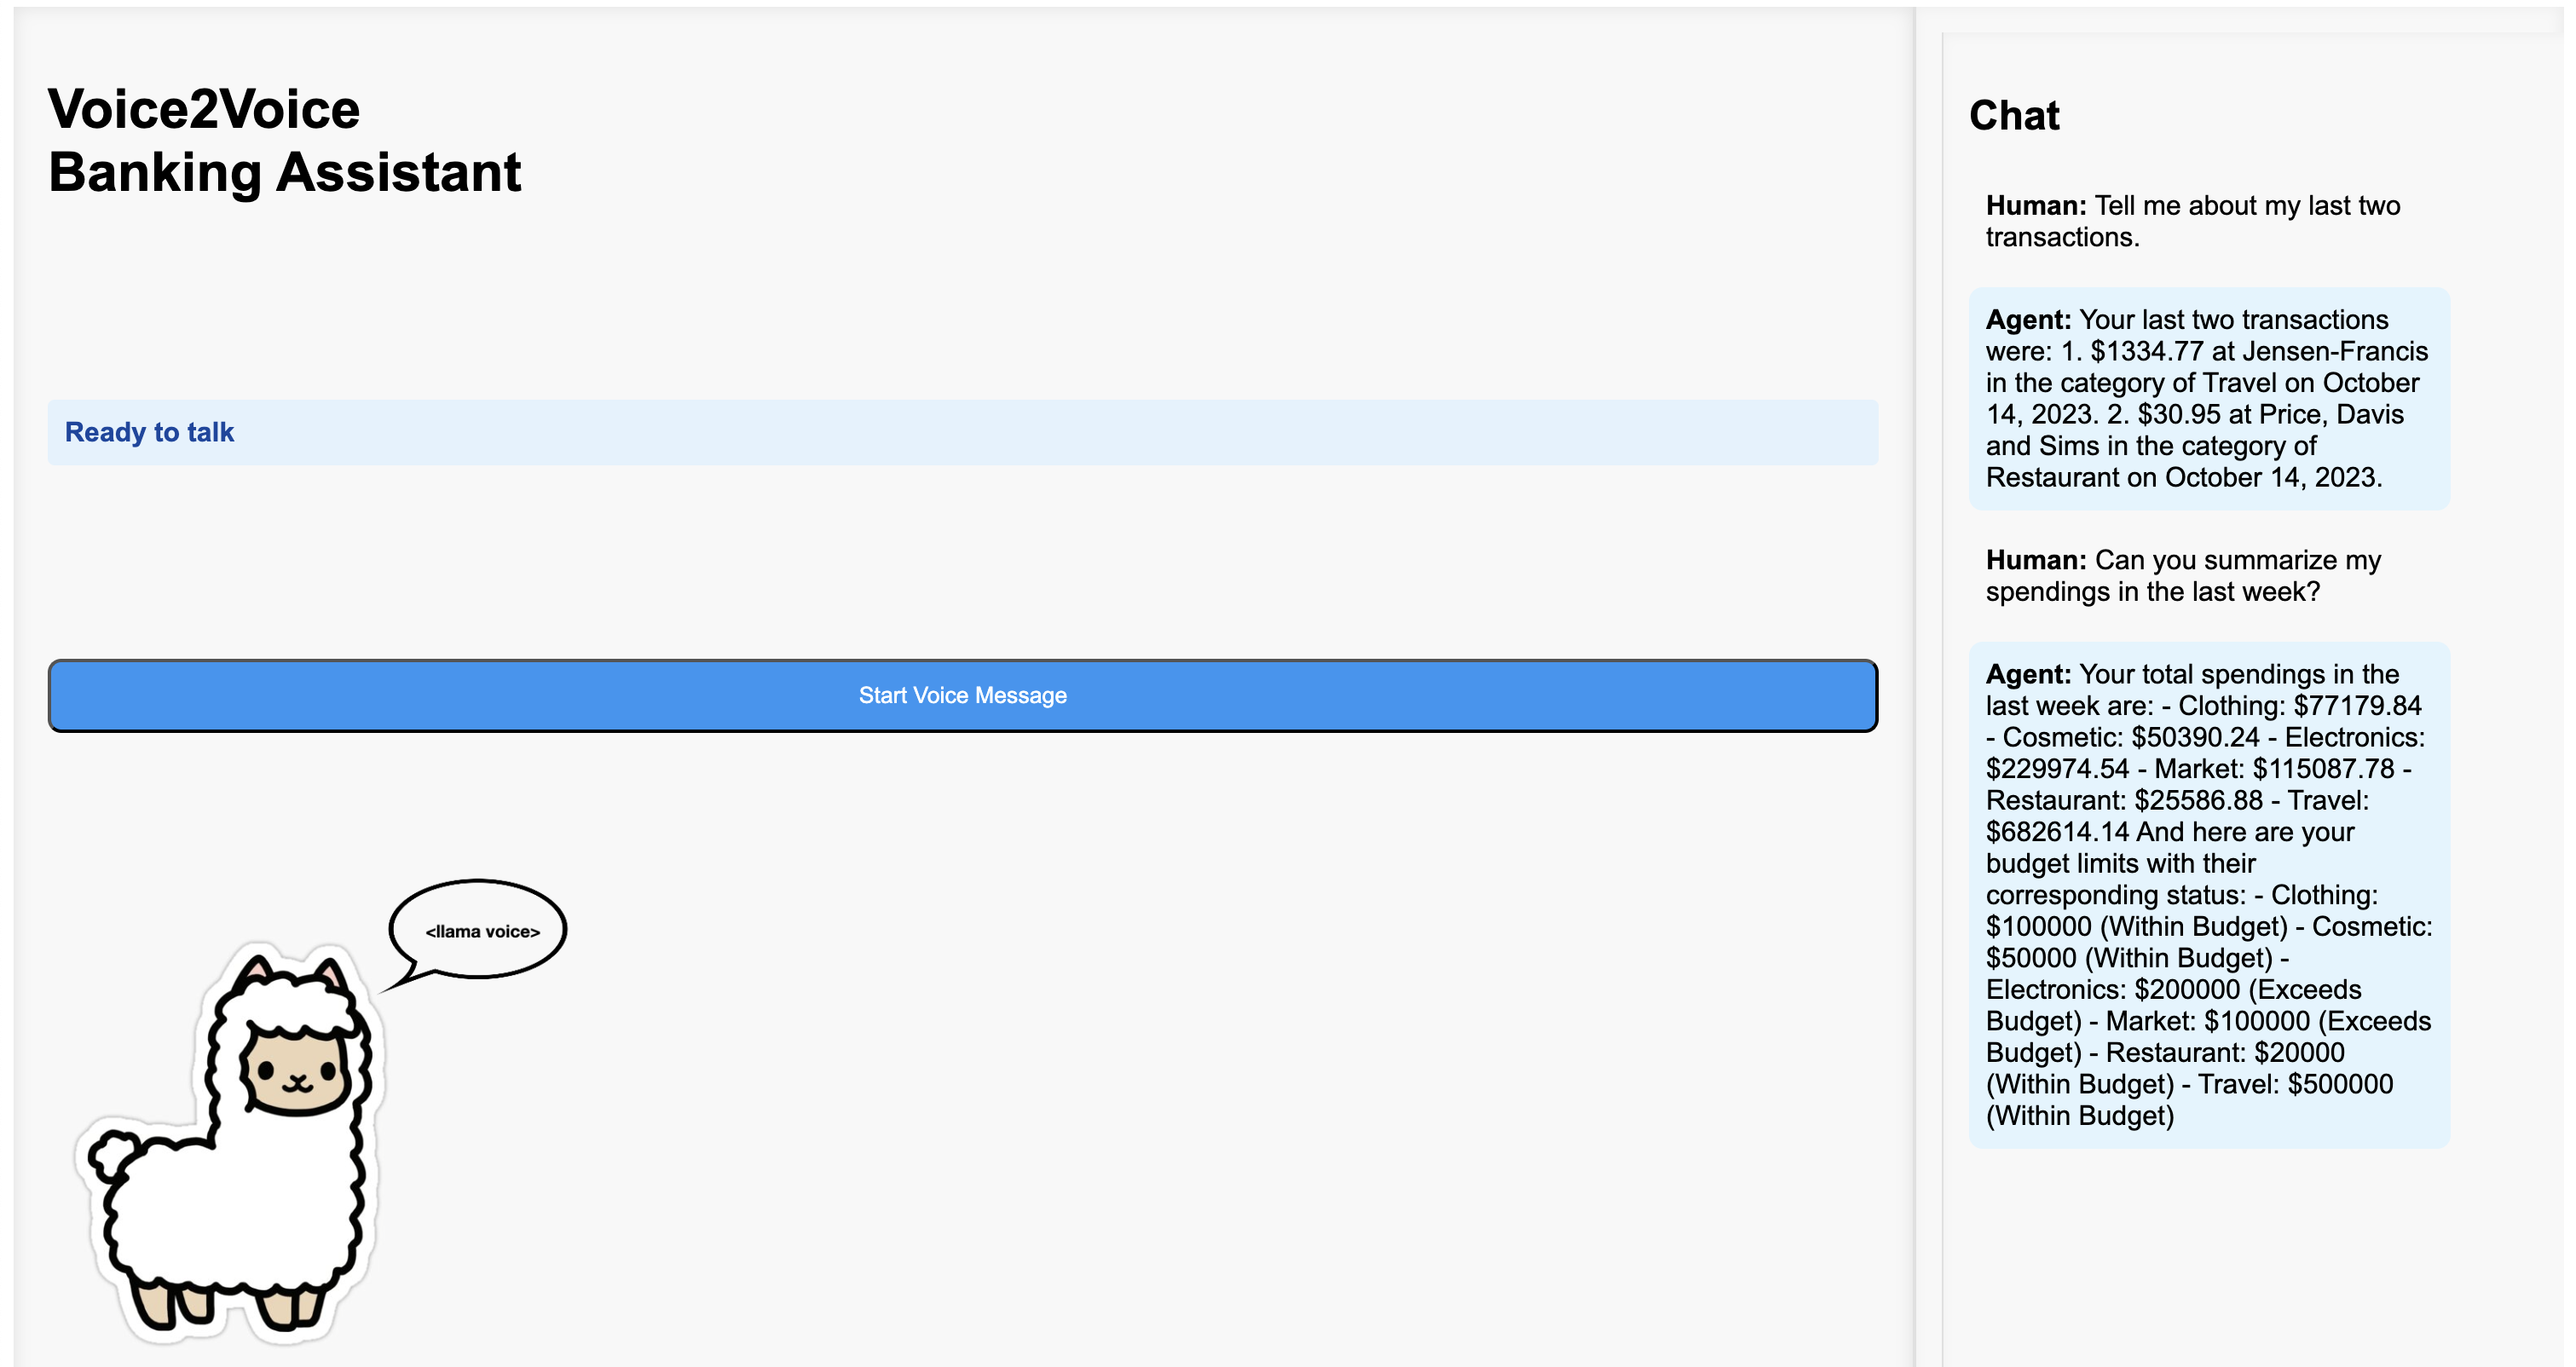 Voice2Voice
Banking Assistant
Ready to talk
Start Voice Message
<llama voice>
Chat
Human: Tell me about my last two
transactions.
Agent: Your last two transactions
were: 1. $1334.77 at Jensen-Francis
in the category of Travel on October
14, 2023. 2. $30.95 at Price, Davis
and Sims in the category of
Restaurant on October 14, 2023.
Human: Can you summarize my
spendings in the last week?
Agent: Your total spendings in the
last week are: - Clothing: $77179.84
- Cosmetic: $50390.24 - Electronics:
$229974.54 - Market: $115087.78 -
Restaurant: $25586.88 - Travel:
$682614.14 And here are your
budget limits with their
corresponding status: - Clothing:
$100000 (Within Budget) - Cosmetic:
$50000 (Within Budget) -
Electronics: $200000 (Exceeds
Budget) - Market: $100000 (Exceeds
Budget) - Restaurant: $20000
(Within Budget) - Travel: $500000
(Within Budget)